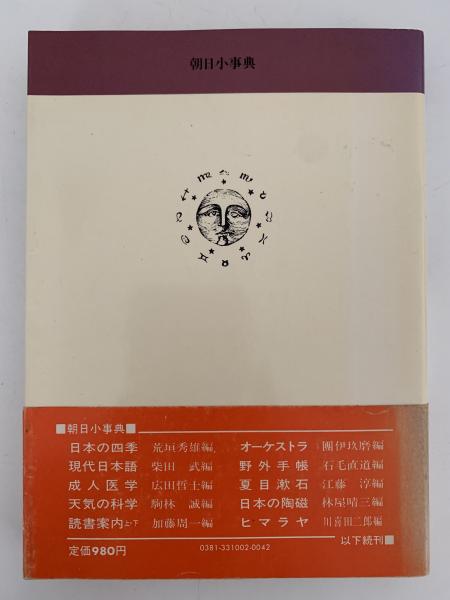 朝日小事典
■朝日小事典■
日本の四季 荒垣秀雄編
現代日本語 柴田 武編
成人医学 広田哲士編
天気の科学 駒林 誠編
読書案内上・下 加藤周一編
オーケストラ 團伊玖磨編
野外手帳 石毛直道編
夏目漱石 江藤 淳編
日本の陶磁 林屋晴三編
ヒマラヤ 川喜田二郎編
定価980円
0381-331002-0042
以下続刊■